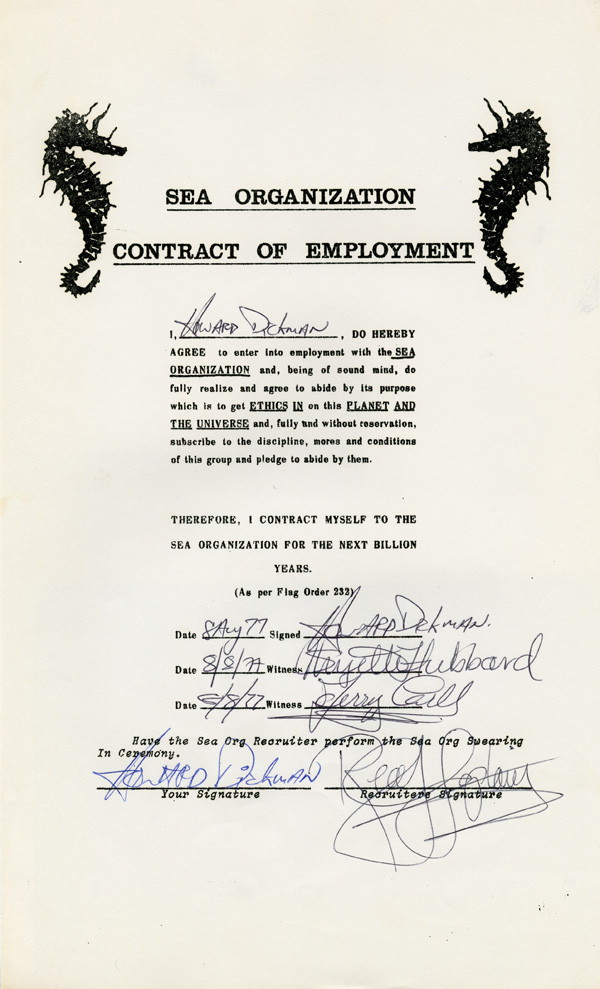 SEA ORGANIZATION
CONTRACT OF EMPLOYMENT
I, Howard Dickman, DO HEREBY
AGREE to enter into employment with the SEA
ORGANIZATION and, being of sound mind, do
fully realize and agree to abide by its purpose
which is to get ETHICS IN on this PLANET AND
THE UNIVERSE and, fully and without reservation,
subscribe to the discipline, mores and conditions
of this group and pledge to abide by them.
THEREFORE, I CONTRACT MYSELF TO THE
SEA ORGANIZATION FOR THE NEXT BILLION
YEARS.
(As per Flag Order 232)
Date 8 Aug 77 Signed Howard Dickman.
Date 8/8/77 Witness Hubbard
Date 8/8/77 Witness Terry
Have the Sea Org Recruiter perform the Sea Org Swearing
In Ceremony.
Howard Dickman
Your Signature Recruiters Signature